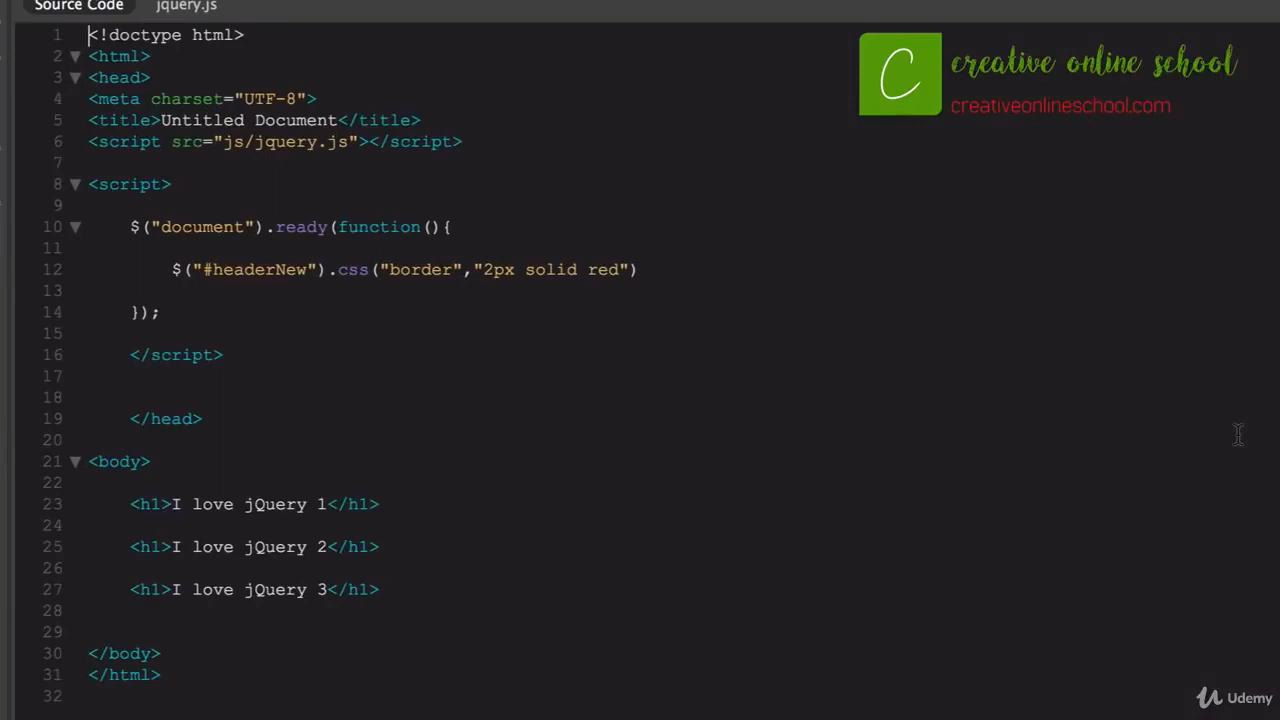 Source Code jquery.js
1 <!doctype html>
2 <html>
3 <head>
4 <meta charset="UTF-8">
5 <title>Untitled Document</title>
6 <script src="js/jquery.js"></script>
7
8 <script>
9
10 $("document").ready(function(){
11
12 $("#headerNew").css("border","2px solid red")
13
14 });
15
16 </script>
17
18
19 </head>
20
21 <body>
22
23 <h1>I love jQuery 1</h1>
24
25 <h1>I love jQuery 2</h1>
26
27 <h1>I love jQuery 3</h1>
28
29
30 </body>
31 </html>
32
C creative online school
creativeonlineschool.com
Udemy